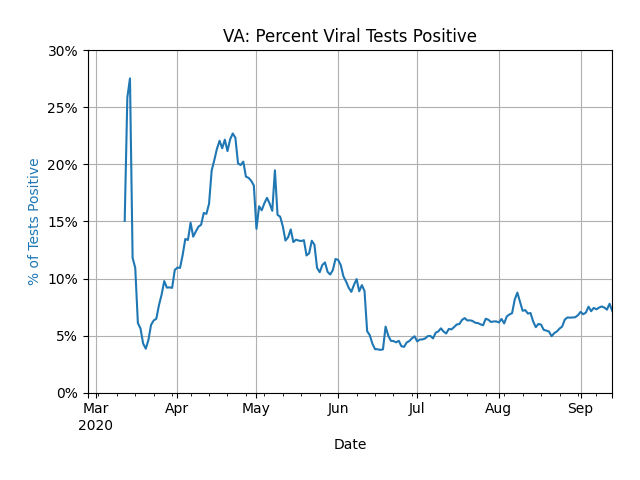 VA: Percent Viral Tests Positive
30%
25%
20%
15%
10%
5%
0%
% of Tests Positive
Mar Apr May Jun Jul Aug Sep
2020
Date